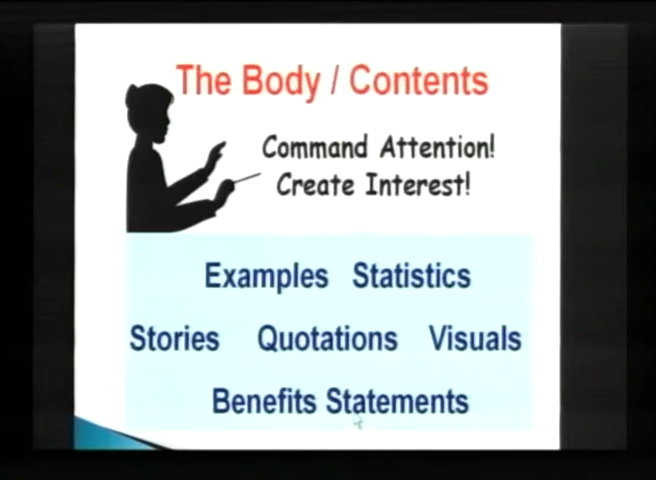 The Body / Contents
Command Attention!
Create Interest!
Examples Statistics
Stories Quotations Visuals
Benefits Statements